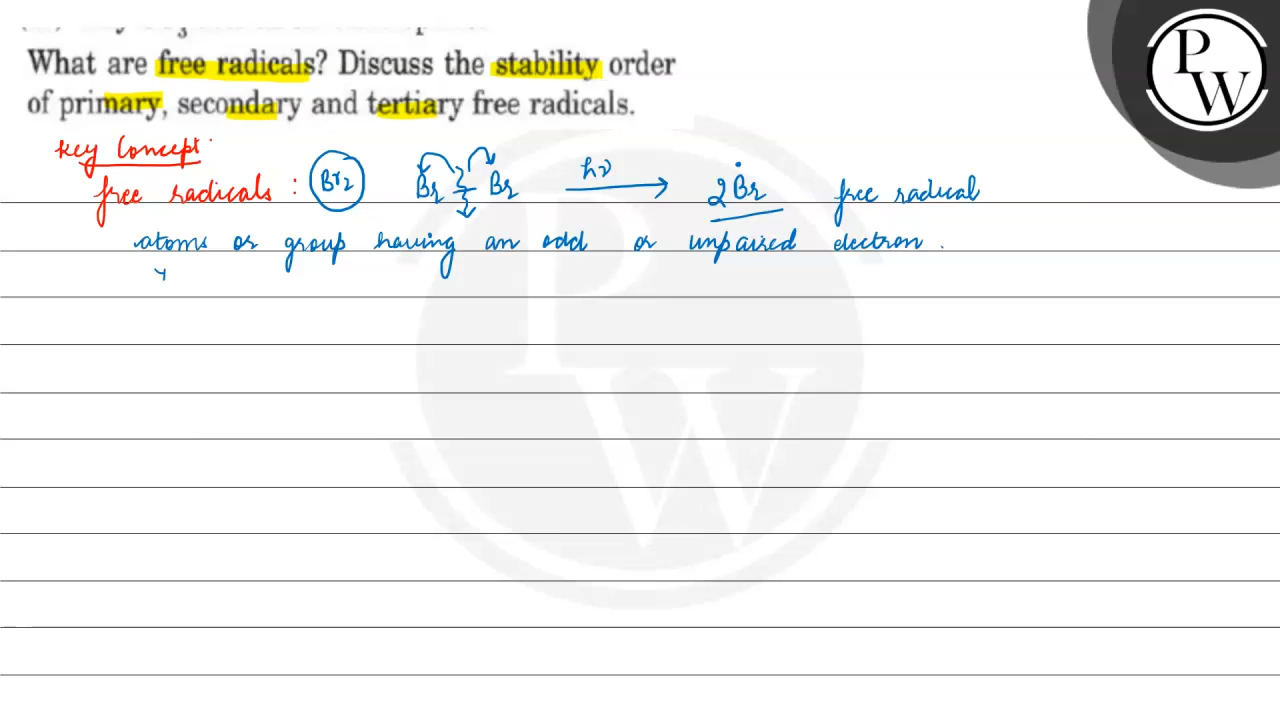 What are free radicals? Discuss the stability order
of primary, secondary and tertiary free radicals.
Key Concept
free radicals : Br2 Br Br hν 2Br free radical
atoms or group having an odd or unpaired electron.
P
W
P
W